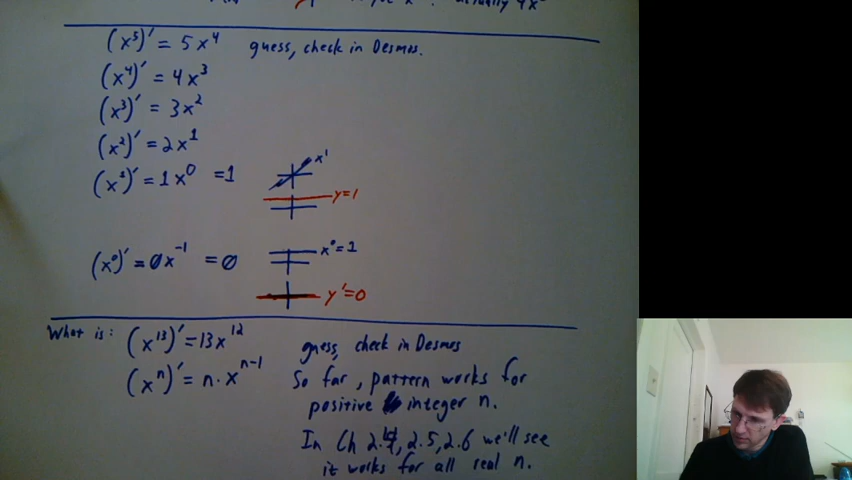 actually 4x
(x⁵)' = 5x⁴ guess, check in Desmos.
(x⁴)' = 4x³
(x³)' = 3x²
(x²)' = 2x¹
(x¹)' = 1x⁰ = 1 x¹
y=1
(x⁰)' = 0x⁻¹ = 0 x⁰=1
y'=0
What is: (x¹³)' = 13x¹² guess, check in Desmos
(xⁿ)' = n·xⁿ⁻¹ So far, pattern works for
positive integer n.
In Ch 2.4, 2.5, 2.6 we'll see
it works for all real n.